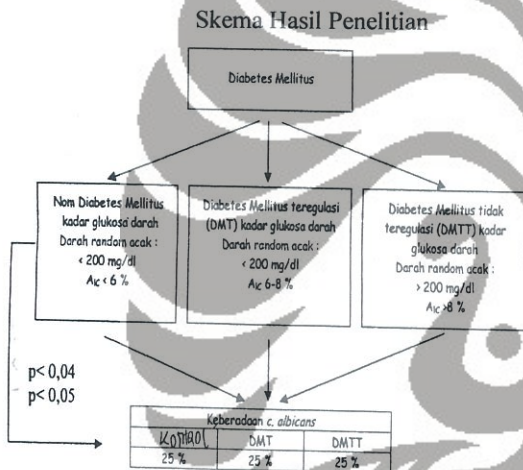 Skema Hasil Penelitian
Diabetes Mellitus
Nom Diabetes Mellitus
kadar glukosa darah
Darah random acak :
< 200 mg/dl
A1c < 6 %
Diabetes Mellitus teregulasi
(DMT) kadar glukosa darah
Darah random acak :
< 200 mg/dl
A1c 6-8 %
Diabetes Mellitus tidak
teregulasi (DMTT) kadar
glukosa darah
Darah random acak :
> 200 mg/dl
A1c >8 %
p< 0,04
p< 0,05
Keberadaan c. albicans
Kontrol DMT DMTT
25 % 25 % 25 %